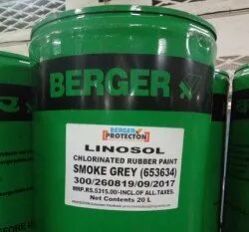 BERGER
BERGER
PROTECTON
LINOSOL
CHLORINATED RUBBER PAINT
SMOKE GREY (653634)
300/260819/09/2017
MRP.RS.5315.00/-INCL.OF ALL.TAXES.
Net Contents 20 L